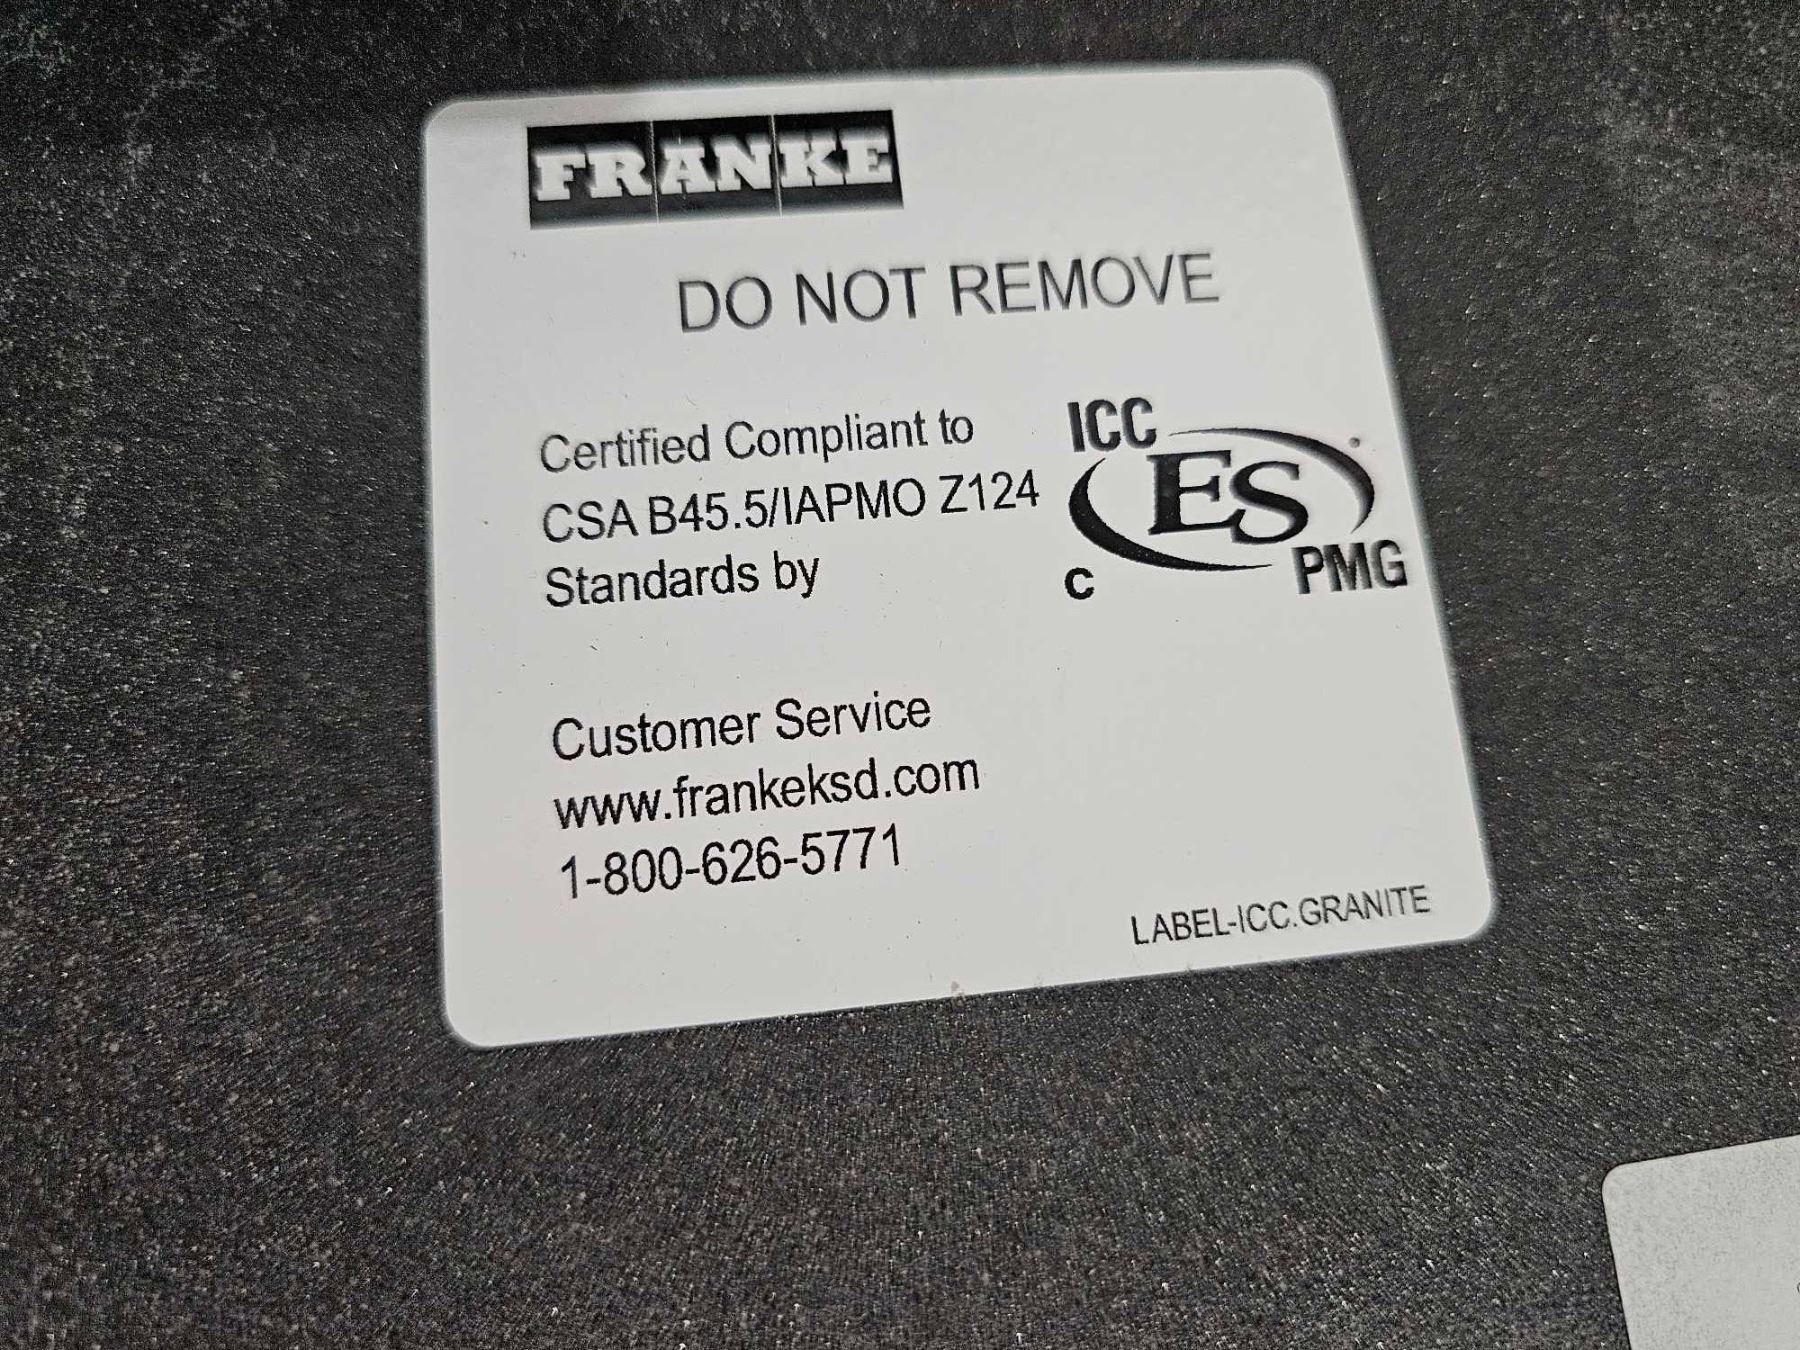 FRANKE
DO NOT REMOVE
Certified Compliant to
CSA B45.5/IAPMO Z124
Standards by
ICC
ES
C
PMG
Customer Service
www.frankeksd.com
1-800-626-5771
LABEL-ICC.GRANITE